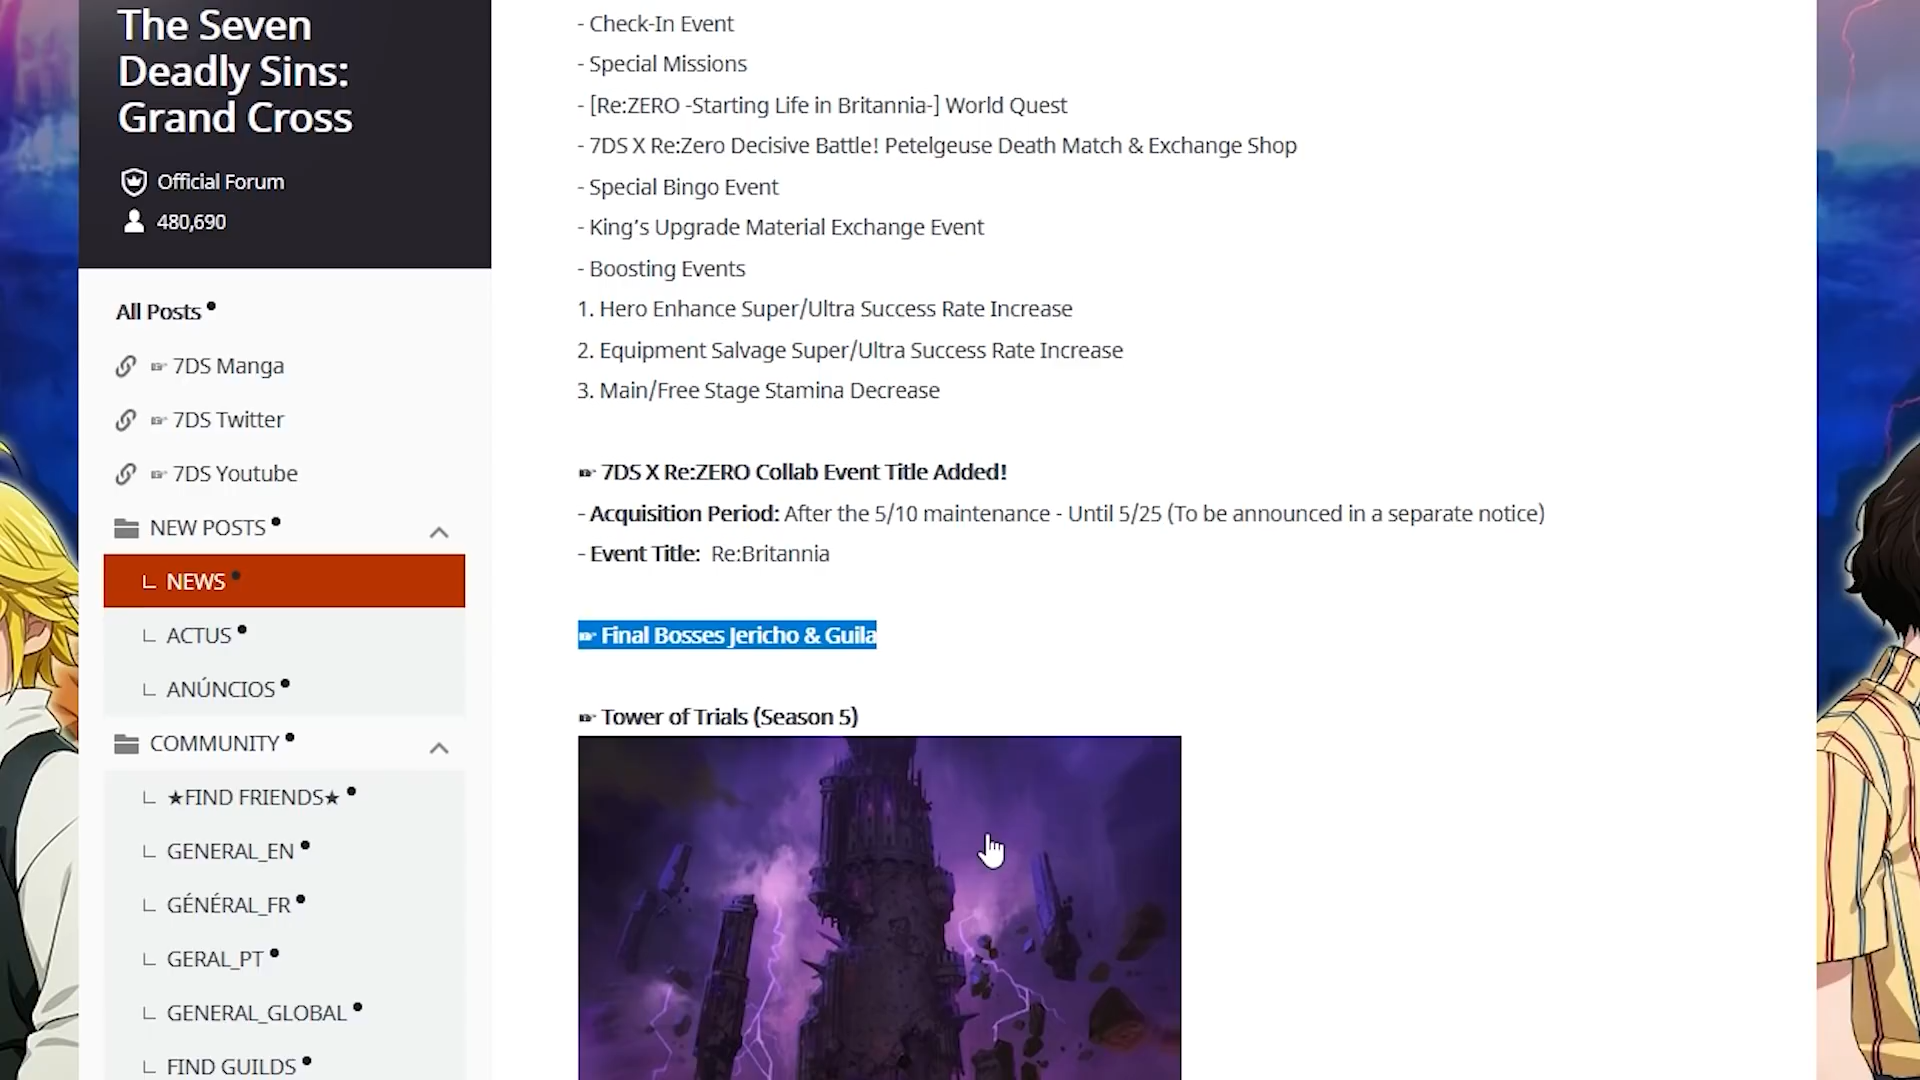 The Seven
Deadly Sins:
Grand Cross
Official Forum
480,690
All Posts
☞ 7DS Manga
☞ 7DS Twitter
☞ 7DS Youtube
NEW POSTS
NEWS
ACTUS
ANÚNCIOS
COMMUNITY
★FIND FRIENDS★
GENERAL_EN
GÉNÉRAL_FR
GERAL_PT
GENERAL_GLOBAL
FIND GUILDS
- Check-In Event
- Special Missions
- [Re:ZERO -Starting Life in Britannia-] World Quest
- 7DS X Re:Zero Decisive Battle! Petelgeuse Death Match & Exchange Shop
- Special Bingo Event
- King’s Upgrade Material Exchange Event
- Boosting Events
1. Hero Enhance Super/Ultra Success Rate Increase
2. Equipment Salvage Super/Ultra Success Rate Increase
3. Main/Free Stage Stamina Decrease
☛ 7DS X Re:ZERO Collab Event Title Added!
- Acquisition Period: After the 5/10 maintenance - Until 5/25 (To be announced in a separate notice)
- Event Title: Re:Britannia
☛ Final Bosses Jericho & Guila
☛ Tower of Trials (Season 5)